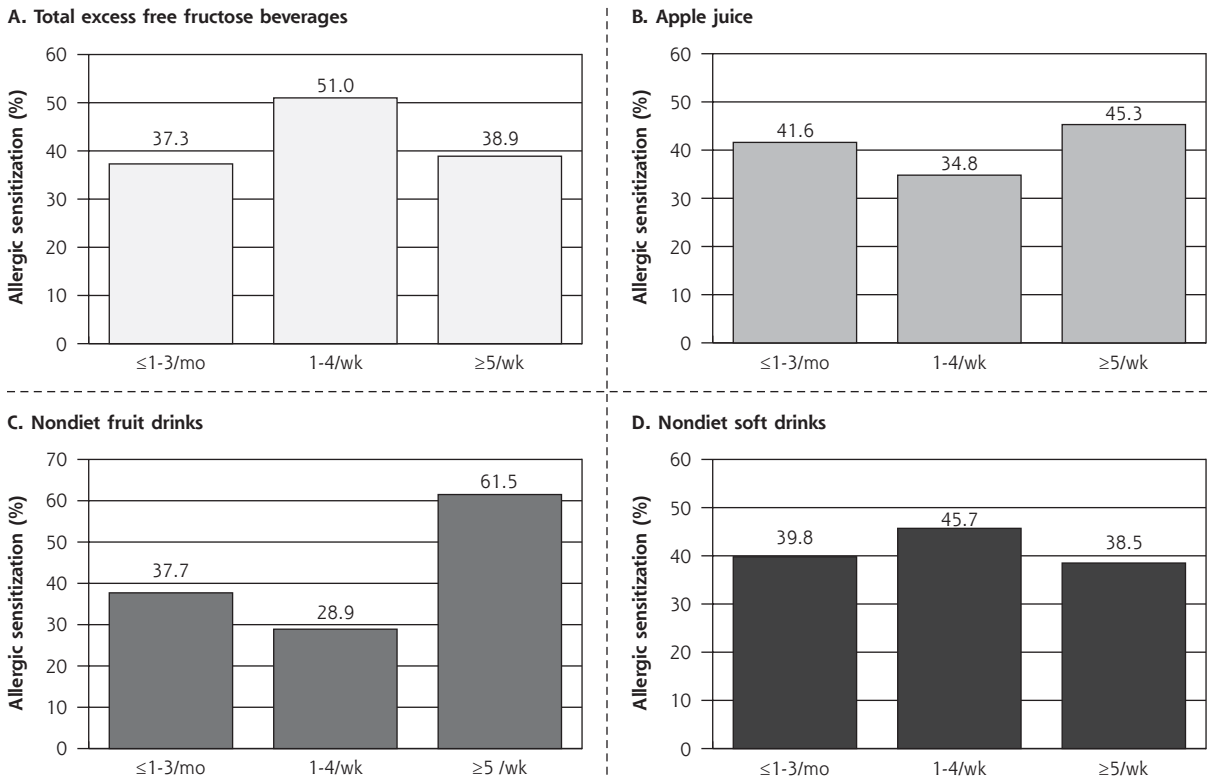 A. Total excess free fructose beverages
Allergic sensitization (%)
60
50
40
30
20
10
0
37.3
51.0
38.9
≤1-3/mo
1-4/wk
≥5/wk
B. Apple juice
Allergic sensitization (%)
60
50
40
30
20
10
0
41.6
34.8
45.3
≤1-3/mo
1-4/wk
≥5/wk
C. Nondiet fruit drinks
Allergic sensitization (%)
70
60
50
40
30
20
10
0
37.7
28.9
61.5
≤1-3/mo
1-4/wk
≥5 /wk
D. Nondiet soft drinks
Allergic sensitization (%)
60
50
40
30
20
10
0
39.8
45.7
38.5
≤1-3/mo
1-4/wk
≥5/wk